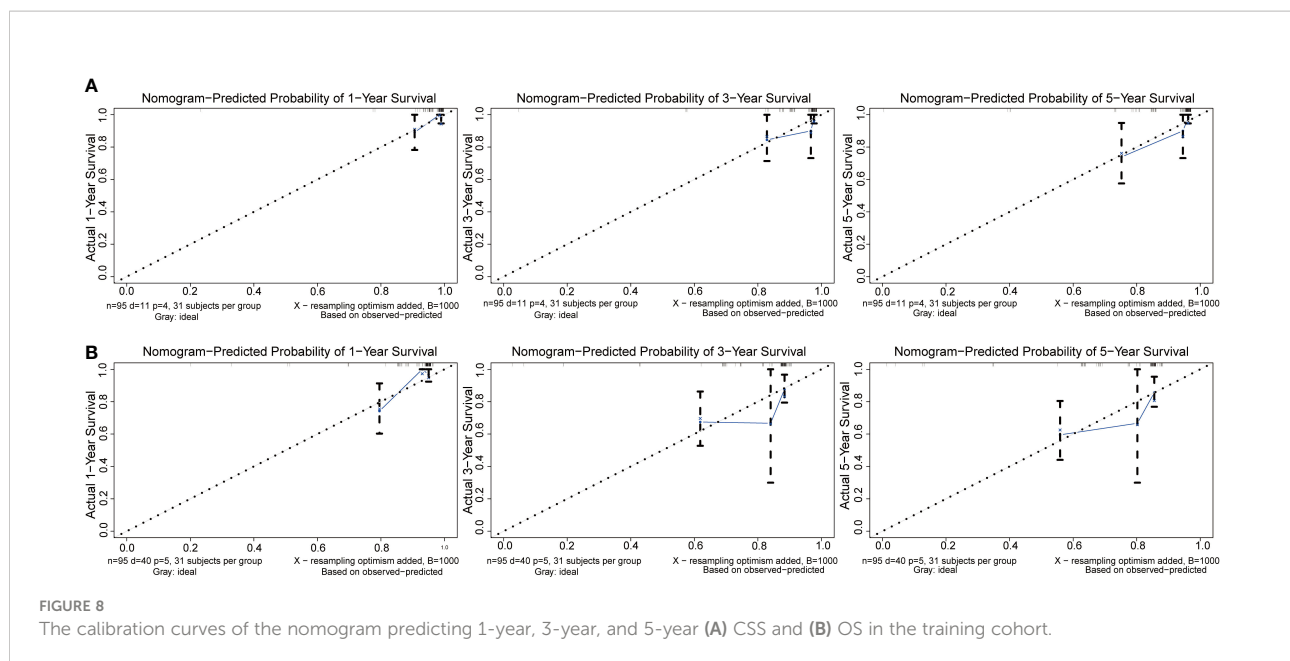 A
Nomogram−Predicted Probability of 1−Year Survival
Actual 1−Year Survival
0.0 0.2 0.4 0.6 0.8 1.0
0.0 0.2 0.4 0.6 0.8 1.0
n=95 d=11 p=4, 31 subjects per group
Gray: ideal
X − resampling optimism added, B=1000
Based on observed−predicted
Nomogram−Predicted Probability of 3−Year Survival
Actual 3−Year Survival
0.0 0.2 0.4 0.6 0.8 1.0
0.0 0.2 0.4 0.6 0.8 1.0
n=95 d=11 p=4, 31 subjects per group
Gray: ideal
X − resampling optimism added, B=1000
Based on observed−predicted
Nomogram−Predicted Probability of 5−Year Survival
Actual 5−Year Survival
0.0 0.2 0.4 0.6 0.8 1.0
0.0 0.2 0.4 0.6 0.8 1.0
n=95 d=11 p=4, 31 subjects per group
Gray: ideal
X − resampling optimism added, B=1000
Based on observed−predicted
B
Nomogram−Predicted Probability of 1−Year Survival
Actual 1−Year Survival
0.0 0.2 0.4 0.6 0.8 1.0
0.0 0.2 0.4 0.6 0.8 1.0
n=95 d=40 p=5, 31 subjects per group
Gray: ideal
X − resampling optimism added, B=1000
Based on observed−predicted
Nomogram−Predicted Probability of 3−Year Survival
Actual 3−Year Survival
0.0 0.2 0.4 0.6 0.8 1.0
0.0 0.2 0.4 0.6 0.8 1.0
n=95 d=40 p=5, 31 subjects per group
Gray: ideal
X − resampling optimism added, B=1000
Based on observed−predicted
Nomogram−Predicted Probability of 5−Year Survival
Actual 5−Year Survival
0.0 0.2 0.4 0.6 0.8 1.0
0.0 0.2 0.4 0.6 0.8 1.0
n=95 d=40 p=5, 31 subjects per group
Gray: ideal
X − resampling optimism added, B=1000
Based on observed−predicted
FIGURE 8
The calibration curves of the nomogram predicting 1-year, 3-year, and 5-year (A) CSS and (B) OS in the training cohort.